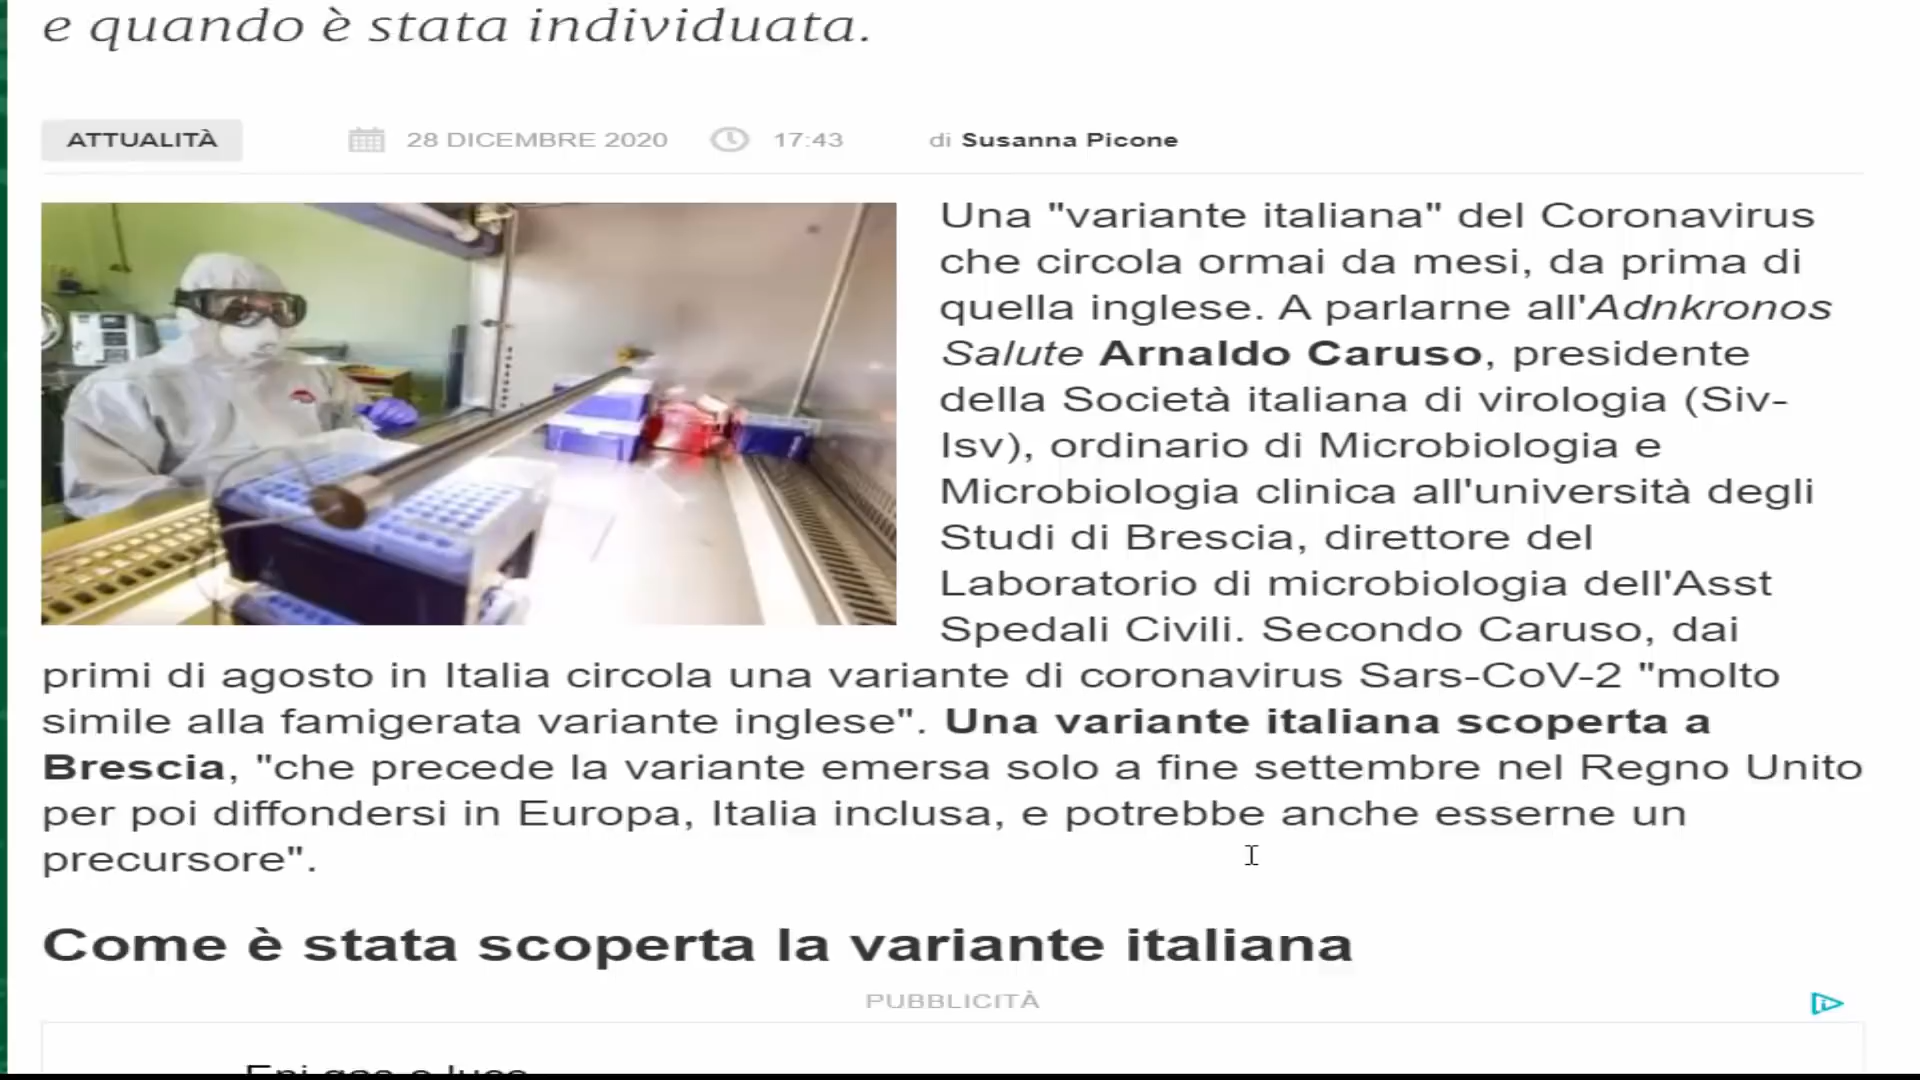 e quando è stata individuata.
ATTUALITÀ 28 DICEMBRE 2020 17:43 di Susanna Picone
Una "variante italiana" del Coronavirus
che circola ormai da mesi, da prima di
quella inglese. A parlarne all'Adnkronos
Salute Arnaldo Caruso, presidente
della Società italiana di virologia (Siv-
Isv), ordinario di Microbiologia e
Microbiologia clinica all'università degli
Studi di Brescia, direttore del
Laboratorio di microbiologia dell'Asst
Spedali Civili. Secondo Caruso, dai
primi di agosto in Italia circola una variante di coronavirus Sars-CoV-2 "molto
simile alla famigerata variante inglese". Una variante italiana scoperta a
Brescia, "che precede la variante emersa solo a fine settembre nel Regno Unito
per poi diffondersi in Europa, Italia inclusa, e potrebbe anche esserne un
precursore".
Come è stata scoperta la variante italiana
PUBBLICITÀ
Eni gas e luce